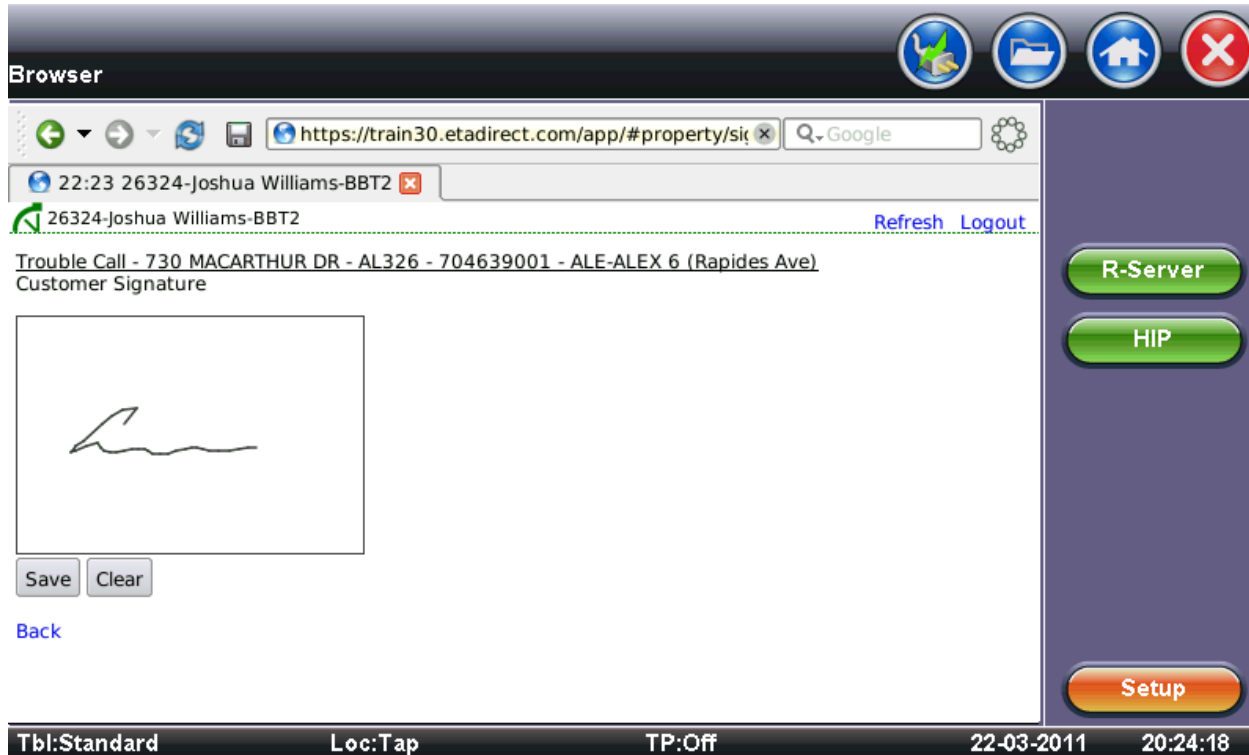 Browser
https://train30.etadirect.com/app/#property/sig
Google
22:23 26324-Joshua Williams-BBT2
26324-Joshua Williams-BBT2
Refresh Logout
Trouble Call - 730 MACARTHUR DR - AL326 - 704639001 - ALE-ALEX 6 (Rapides Ave)
Customer Signature
R-Server
HIP
Save Clear
Back
Setup
Tbl:Standard Loc:Tap TP:Off 22-03-2011 20:24:18